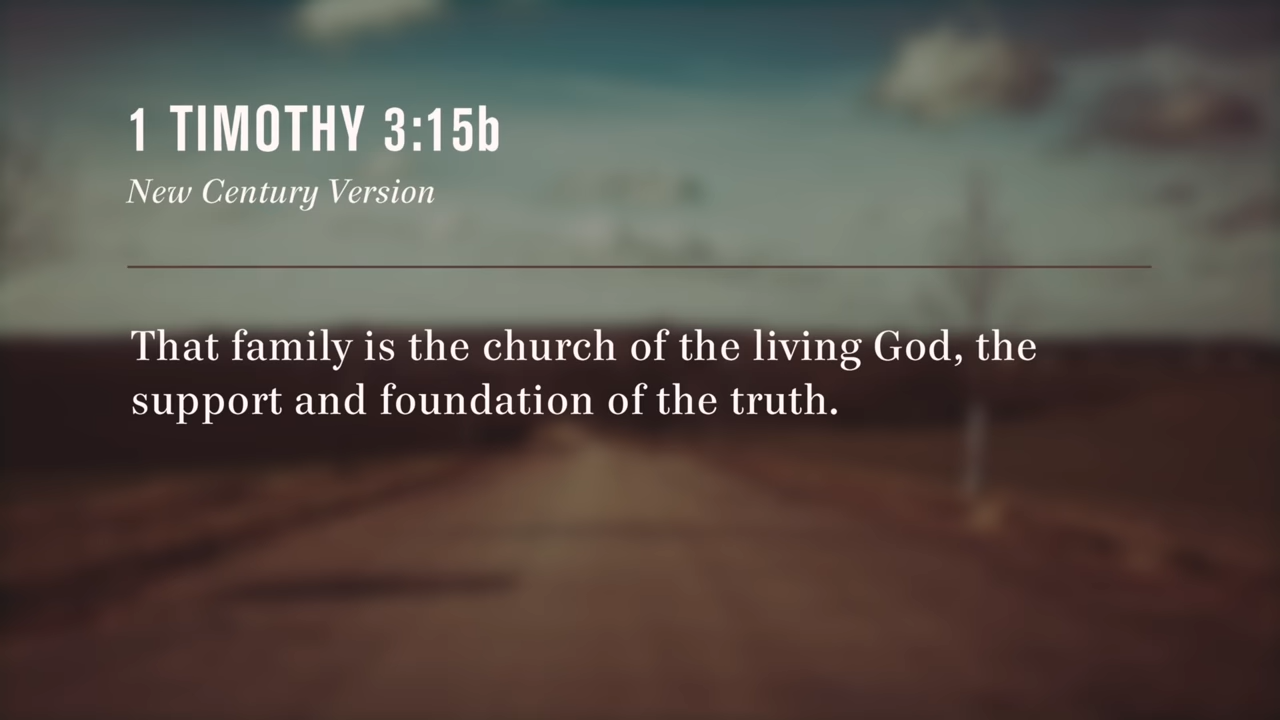 1 TIMOTHY 3:15b
New Century Version
That family is the church of the living God, the
support and foundation of the truth.